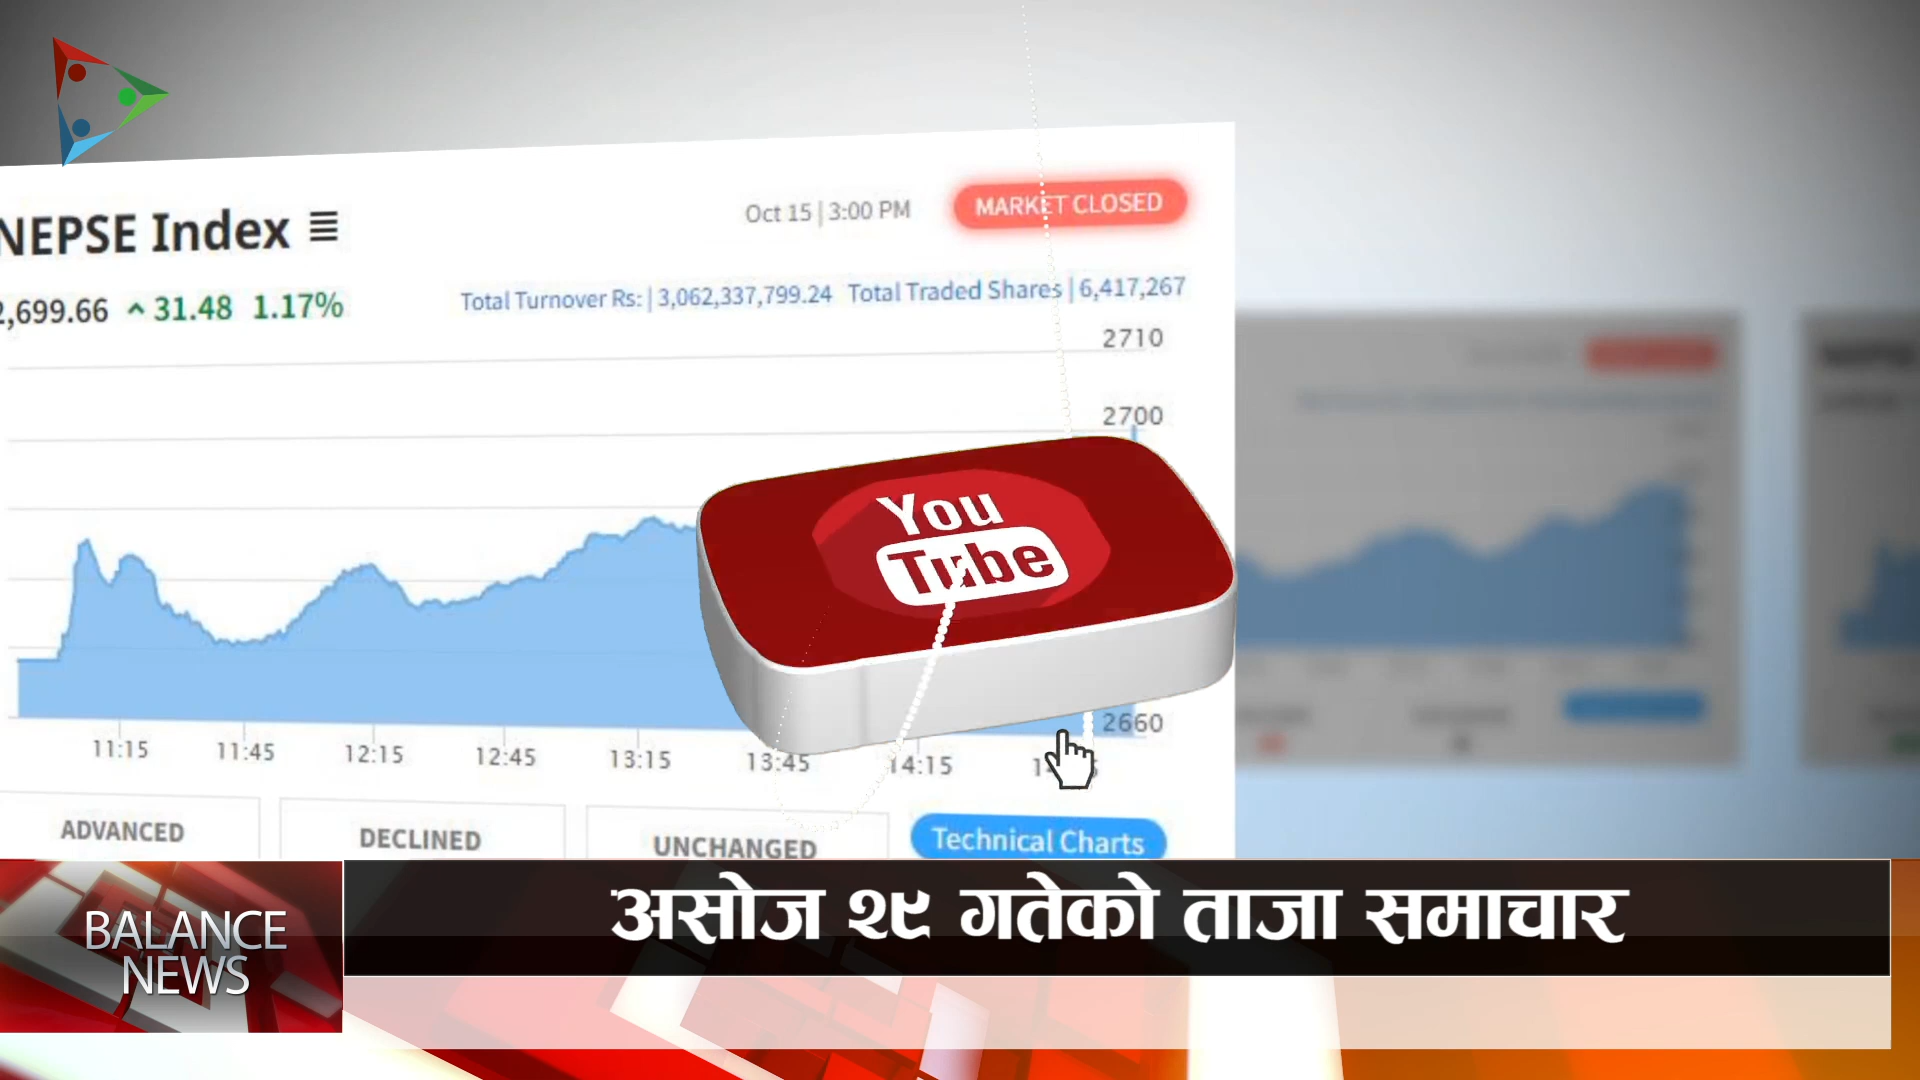 NEPSE Index
Oct 15 | 3:00 PM
MARKET CLOSED
2,699.66 31.48 1.17%
Total Turnover Rs: | 3,062,337,799.24 Total Traded Shares | 6,417,267
2710
2700
You
Tube
2660
11:15 11:45 12:15 12:45 13:15 13:45 14:15
ADVANCED DECLINED UNCHANGED
Technical Charts
BALANCE
NEWS
असोज २९ गतेको ताजा समाचार